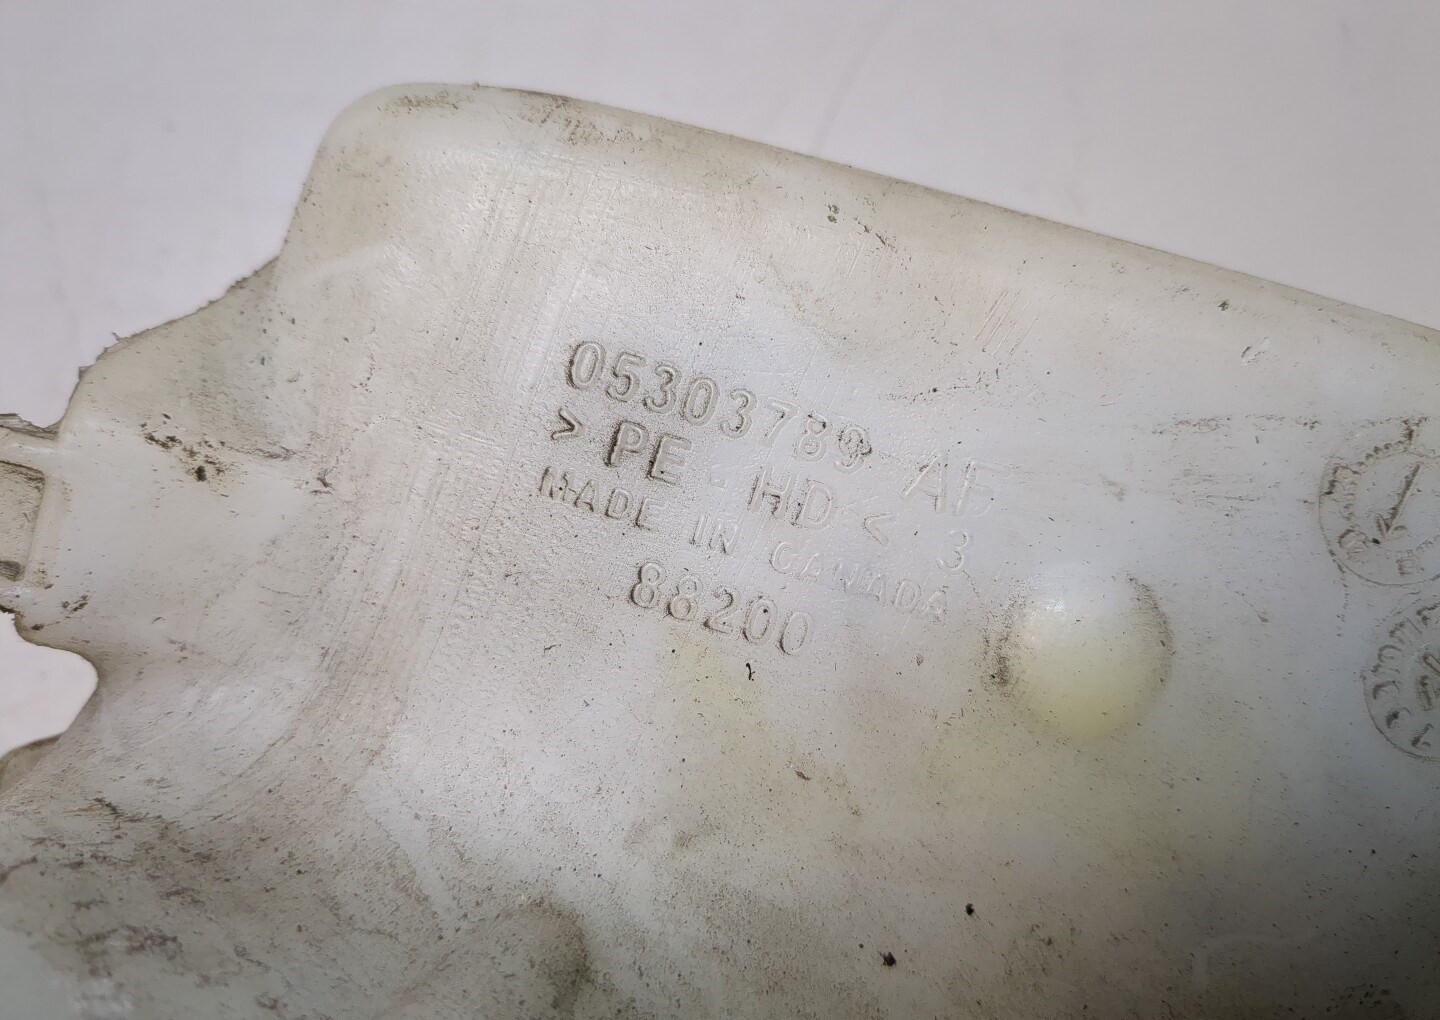 05303789 AE
> PE - HD < 3
MADE IN CANADA
88200